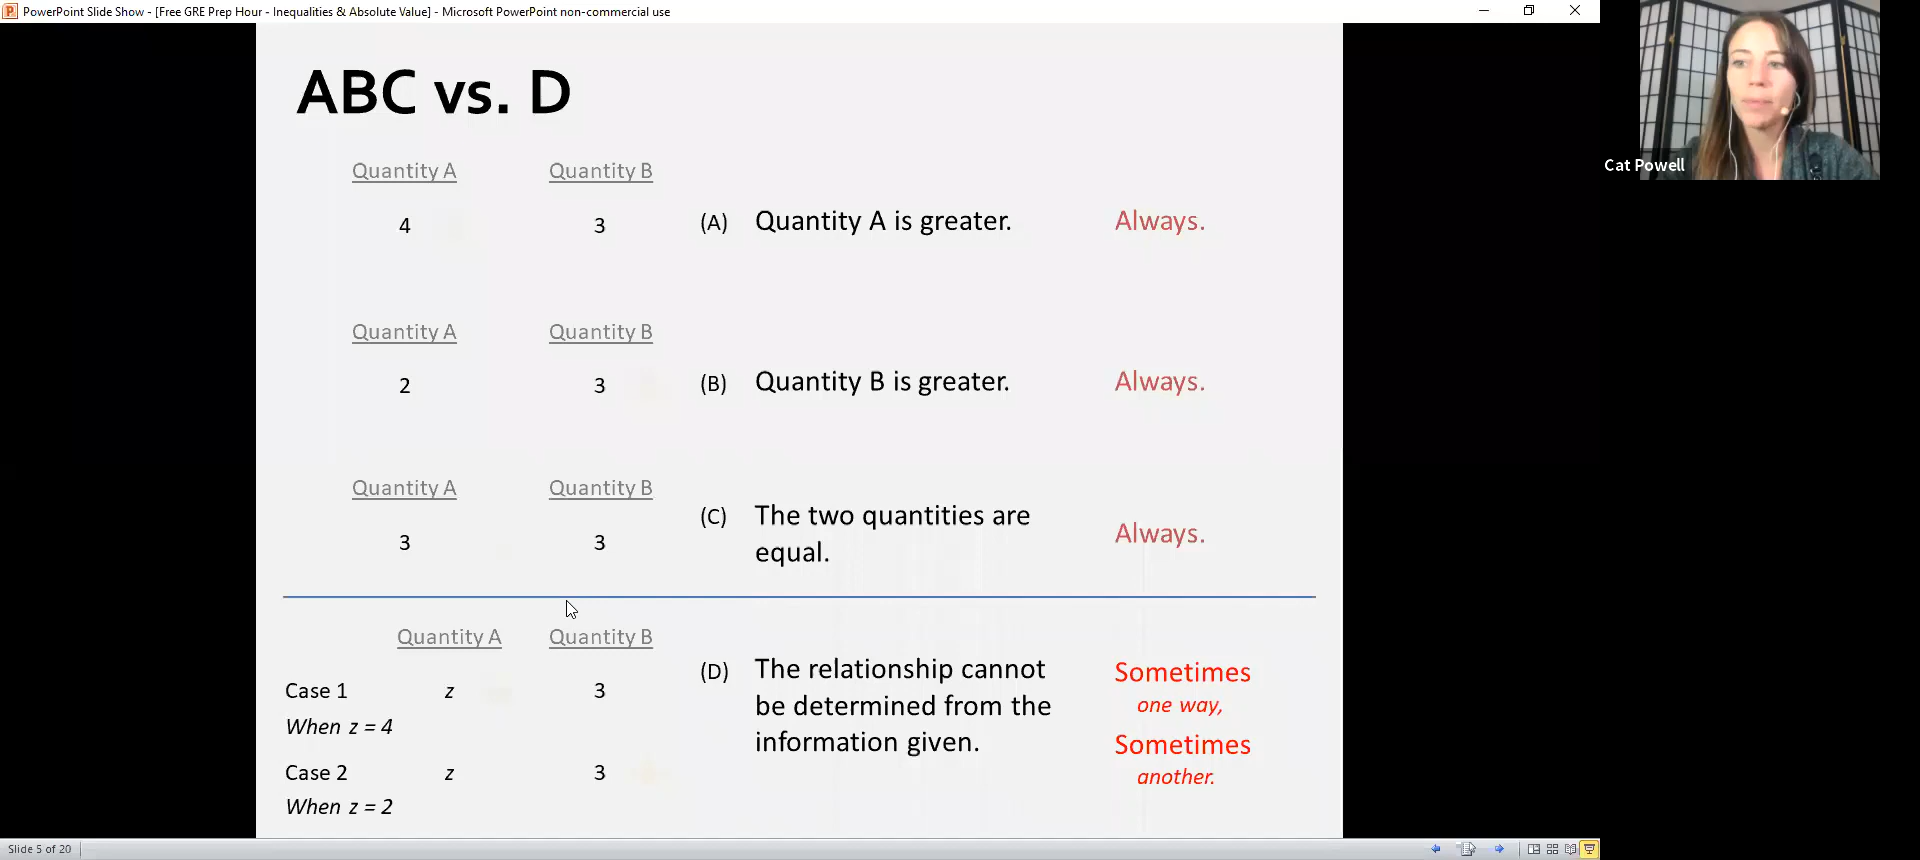 PowerPoint Slide Show - [Free GRE Prep Hour - Inequalities & Absolute Value] - Microsoft PowerPoint non-commercial use
Cat Powell
ABC vs. D
Quantity A Quantity B
4 3 (A) Quantity A is greater. Always.
Quantity A Quantity B
2 3 (B) Quantity B is greater. Always.
Quantity A Quantity B
3 3 (C) The two quantities are equal. Always.
Quantity A Quantity B
Case 1 z 3
When z = 4
Case 2 z 3
When z = 2
(D) The relationship cannot
be determined from the
information given.
Sometimes
one way,
Sometimes
another.
Slide 5 of 20